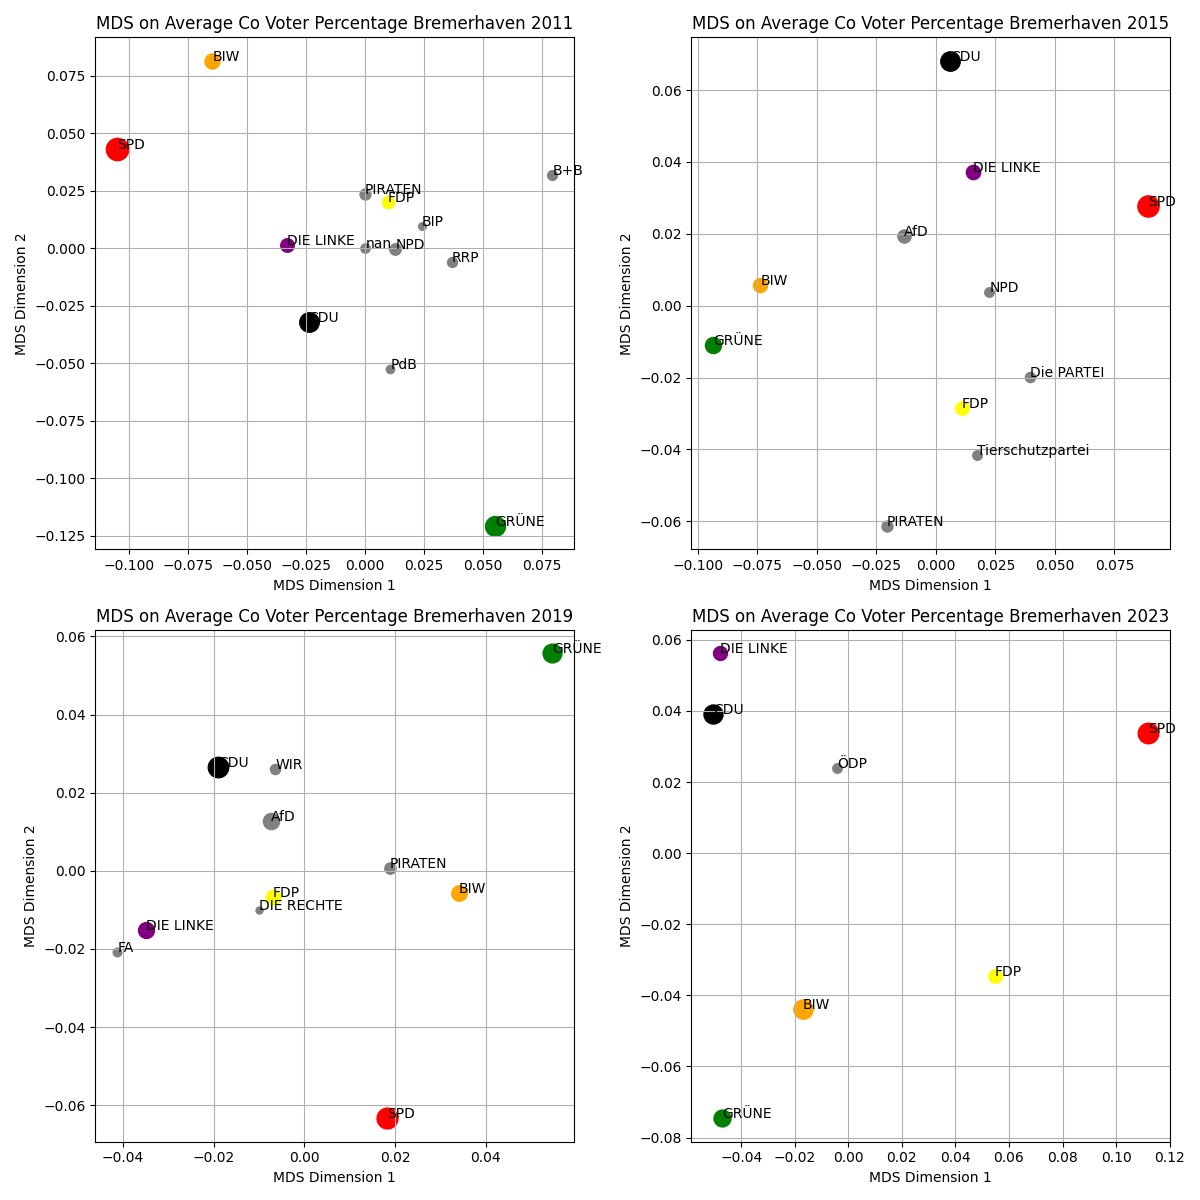 MDS on Average Co Voter Percentage Bremerhaven 2011
BIW
SPD
B+B
PIRATEN
FDP
BIP
DIE LINKE
nan
NPD
RRP
CDU
PdB
GRÜNE
0.075
0.050
0.025
0.000
−0.025
−0.050
−0.075
−0.100
−0.125
−0.100
−0.075
−0.050
−0.025
0.000
0.025
0.050
0.075
MDS Dimension 1
MDS Dimension 2
MDS on Average Co Voter Percentage Bremerhaven 2015
CDU
DIE LINKE
SPD
AfD
BIW
NPD
GRÜNE
Die PARTEI
FDP
Tierschutzpartei
PIRATEN
0.06
0.04
0.02
0.00
−0.02
−0.04
−0.06
−0.100
−0.075
−0.050
−0.025
0.000
0.025
0.050
0.075
MDS Dimension 1
MDS Dimension 2
MDS on Average Co Voter Percentage Bremerhaven 2019
GRÜNE
CDU
WIR
AfD
PIRATEN
BIW
FDP
DIE RECHTE
DIE LINKE
FA
SPD
0.06
0.04
0.02
0.00
−0.02
−0.04
−0.06
−0.04
−0.02
0.00
0.02
0.04
MDS Dimension 1
MDS Dimension 2
MDS on Average Co Voter Percentage Bremerhaven 2023
DIE LINKE
CDU
SPD
ÖDP
FDP
BIW
GRÜNE
0.06
0.04
0.02
0.00
−0.02
−0.04
−0.06
−0.08
−0.04
−0.02
0.00
0.02
0.04
0.06
0.08
0.10
0.12
MDS Dimension 1
MDS Dimension 2